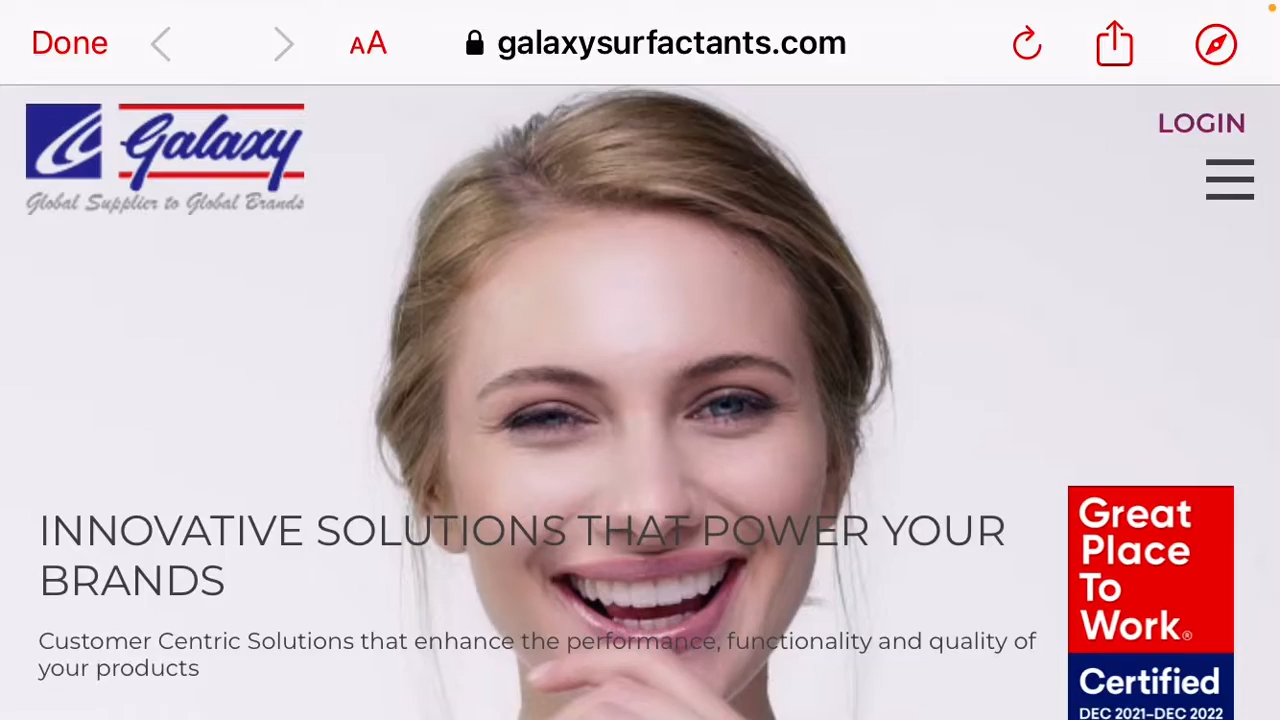 Done
AA
galaxysurfactants.com
Galaxy
Global Supplier to Global Brands
LOGIN
INNOVATIVE SOLUTIONS THAT POWER YOUR
BRANDS
Customer Centric Solutions that enhance the performance, functionality and quality of
your products
Great
Place
To
Work®
Certified
DEC 2021-DEC 2022